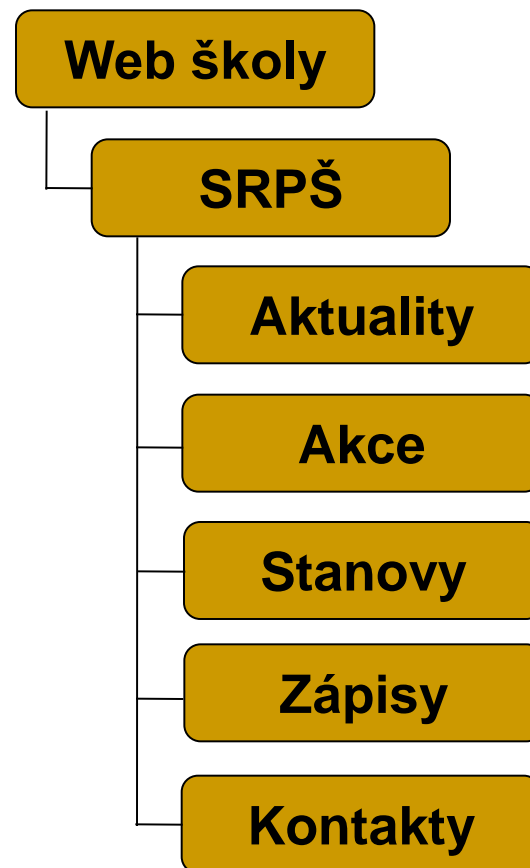 Web školy
SRPŠ
Aktuality
Akce
Stanovy
Zápisy
Kontakty